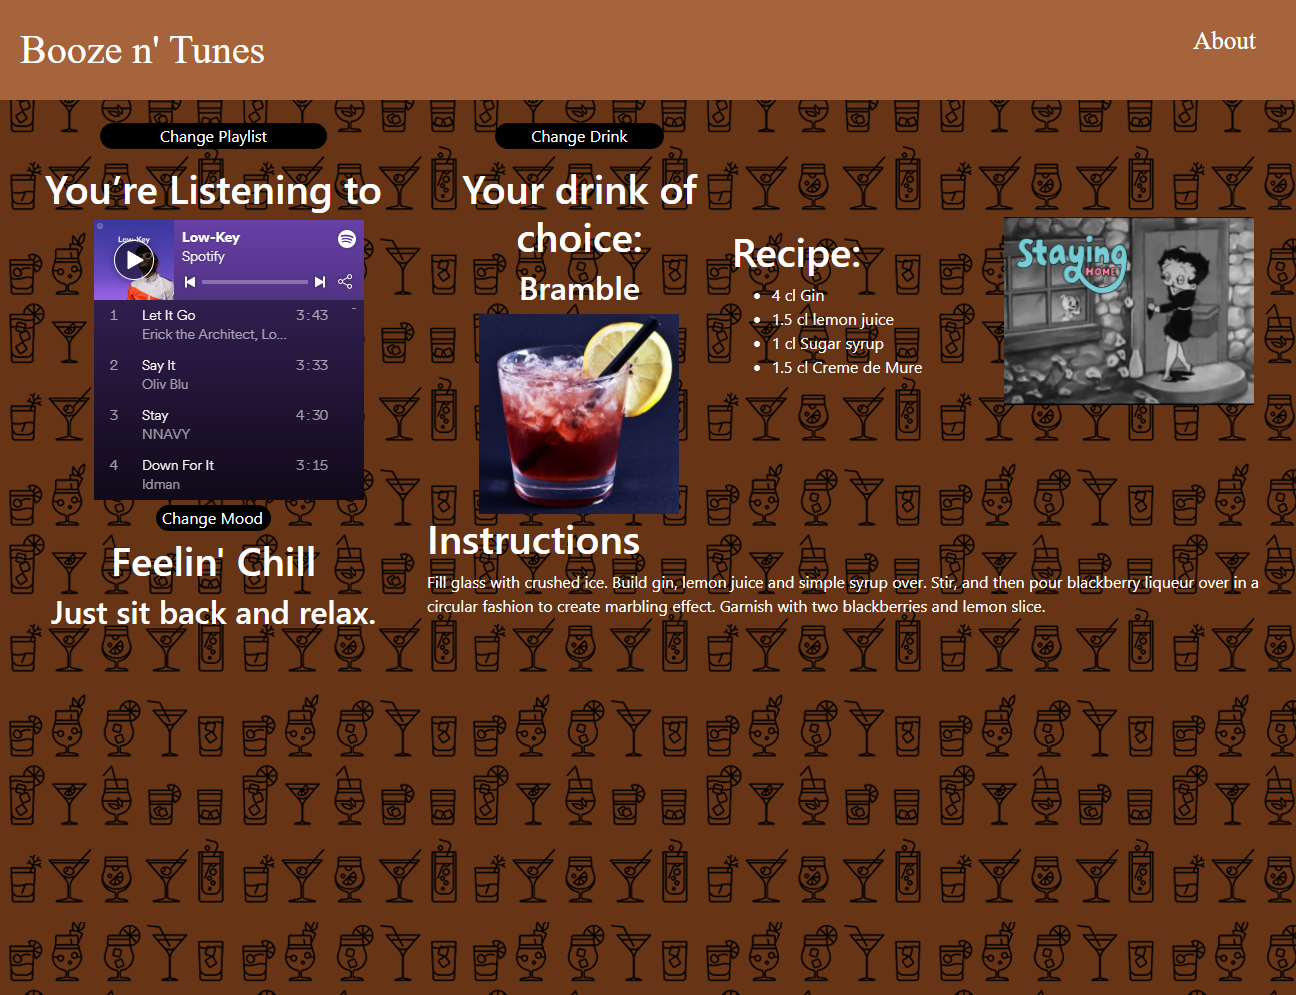 Booze n' Tunes
About
Change Playlist
You’re Listening to
Low-Key
Low-Key
Spotify
1 Let It Go 3:43
Erick the Architect, Lo...
2 Say It 3:33
Oliv Blu
3 Stay 4:30
NNAVY
4 Down For It 3:15
Idman
Change Mood
Feelin' Chill
Just sit back and relax.
Change Drink
Your drink of
choice:
Bramble
Recipe:
4 cl Gin
1.5 cl lemon juice
1 cl Sugar syrup
1.5 cl Creme de Mure
Staying
HOME
Instructions
Fill glass with crushed ice. Build gin, lemon juice and simple syrup over. Stir, and then pour blackberry liqueur over in a
circular fashion to create marbling effect. Garnish with two blackberries and lemon slice.